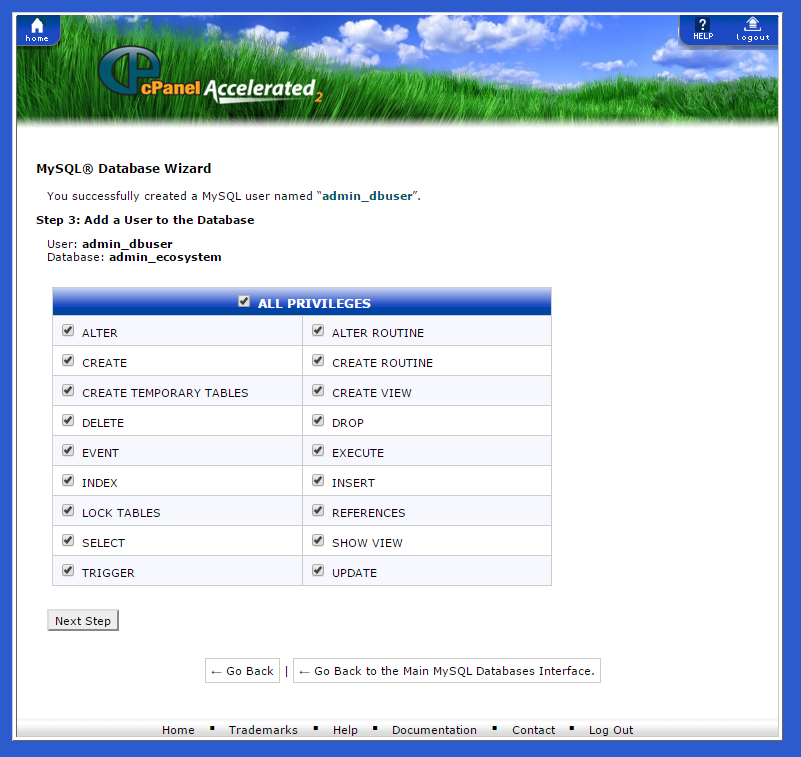 home
HELP
logout
cPanel Accelerated2
MySQL® Database Wizard
You successfully created a MySQL user named “admin_dbuser”.
Step 3: Add a User to the Database
User: admin_dbuser
Database: admin_ecosystem
ALL PRIVILEGES
ALTER
ALTER ROUTINE
CREATE
CREATE ROUTINE
CREATE TEMPORARY TABLES
CREATE VIEW
DELETE
DROP
EVENT
EXECUTE
INDEX
INSERT
LOCK TABLES
REFERENCES
SELECT
SHOW VIEW
TRIGGER
UPDATE
Next Step
← Go Back | ← Go Back to the Main MySQL Databases Interface.
Home ▪ Trademarks ▪ Help ▪ Documentation ▪ Contact ▪ Log Out